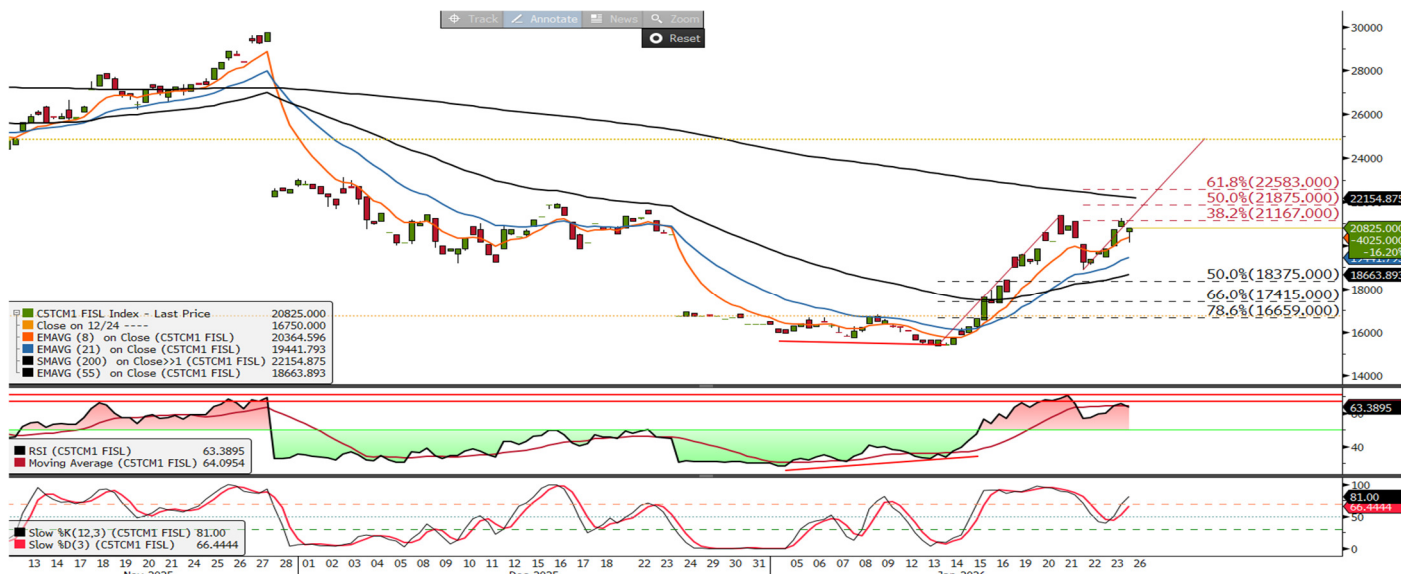 Track Annotate News Zoom
Reset
30000
28000
26000
24000
61.8%(22583.000)
22154.875
50.0%(21875.000)
38.2%(21167.000)
20825.000
-4025.000
-16.20%
18663.893
50.0%(18375.000)
18000
66.0%(17415.000)
78.6%(16659.000)
16000
14000
C5TCM1 FISL Index - Last Price 20825.000
Close on 12/24 ---- 16750.000
EMAVG (8) on Close (C5TCM1 FISL) 20364.596
EMAVG (21) on Close (C5TCM1 FISL) 19441.793
SMAVG (200) on Close>>1 (C5TCM1 FISL) 22154.875
EMAVG (55) on Close (C5TCM1 FISL) 18663.893
63.3895
40
RSI (C5TCM1 FISL) 63.3895
Moving Average (C5TCM1 FISL) 64.0954
100
81.00
66.4444
50
0
Slow %K(12,3) (C5TCM1 FISL) 81.00
Slow %D(3) (C5TCM1 FISL) 66.4444
13 14 17 18 19 20 21 24 25 26 27 28 01 02 03 04 05 08 09 10 11 12 15 16 17 18 22 23 24 29 30 31 05 06 07 08 09 12 13 14 15 16 19 20 21 22 23 26